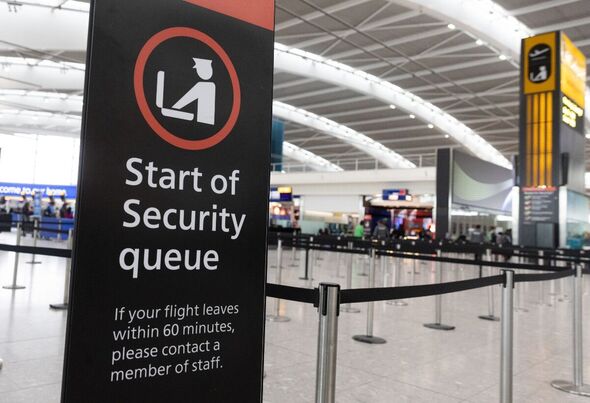 Start of
Security
queue
If your flight leaves
within 60 minutes,
please contact a
member of staff.